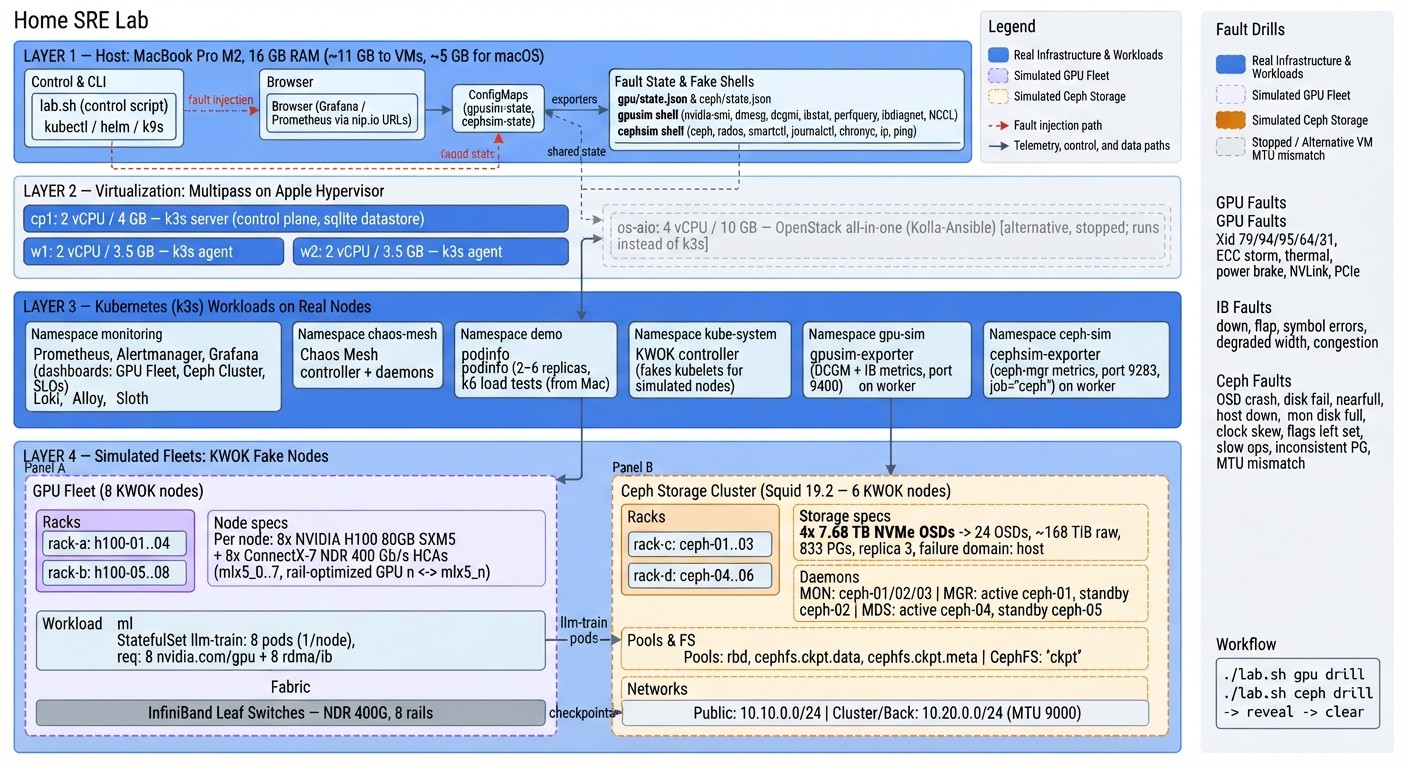 Home SRE Lab
LAYER 1 — Host: MacBook Pro M2, 16 GB RAM (~11 GB to VMs, ~5 GB for macOS)
Control & CLI
lab.sh (control script)
kubectl / helm / k9s
fault injection
Browser
Browser (Grafana /
Prometheus via nip.io URLs)
ConfigMaps
(gpusim-state,
cephsim-state)
exporters
shared state
state
Fault State & Fake Shells
gpu/state.json & ceph/state.json
gpusim shell (nvidia-smi, dmesg, dcgmi, ibstat, perfquery, ibdiagnet, NCCL)
cephsim shell (ceph, rados, smartctl, journalctl, chronyc, ip, ping)
Legend
Real Infrastructure & Workloads
Simulated GPU Fleet
Simulated Ceph Storage
Fault injection path
Telemetry, control, and data paths
LAYER 2 — Virtualization: Multipass on Apple Hypervisor
cp1: 2 vCPU / 4 GB — k3s server (control plane, sqlite datastore)
w1: 2 vCPU / 3.5 GB — k3s agent
w2: 2 vCPU / 3.5 GB — k3s agent
os-aio: 4 vCPU / 10 GB — OpenStack all-in-one (Kolla-Ansible) [alternative, stopped; runs
instead of k3s]
LAYER 3 — Kubernetes (k3s) Workloads on Real Nodes
Namespace monitoring
Prometheus, Alertmanager, Grafana
(dashboards: GPU Fleet, Ceph Cluster,
SLOs)
Loki, Alloy, Sloth
Namespace chaos-mesh
Chaos Mesh
controller + daemons
Namespace demo
podinfo
podinfo (2–6 replicas,
k6 load tests (from Mac)
Namespace kube-system
KWOK controller
(fakes kubelets for
simulated nodes)
Namespace gpu-sim
gpusim-exporter
(DCGM + IB metrics, port
9400) on worker
Namespace ceph-sim
cephsim-exporter
(ceph-mgr metrics, port 9283,
job="ceph") on worker
LAYER 4 — Simulated Fleets: KWOK Fake Nodes
Panel A
GPU Fleet (8 KWOK nodes)
Racks
rack-a: h100-01..04
rack-b: h100-05..08
Node specs
Per node: 8x NVIDIA H100 80GB SXM5
+ 8x ConnectX-7 NDR 400 Gb/s HCAs
(mlx5_0..7, rail-optimized GPU n <-> mlx5_n)
Workload ml
StatefulSet llm-train: 8 pods (1/node),
req: 8 nvidia.com/gpu + 8 rdma/ib
Fabric
InfiniBand Leaf Switches — NDR 400G, 8 rails
llm-train
pods
checkpoints
Panel B
Ceph Storage Cluster (Squid 19.2 — 6 KWOK nodes)
Racks
rack-c: ceph-01..03
rack-d: ceph-04..06
Storage specs
4x 7.68 TB NVMe OSDs -> 24 OSDs, ~168 TIB raw,
833 PGs, replica 3, failure domain: host
Daemons
MON: ceph-01/02/03 | MGR: active ceph-01, standby
ceph-02 | MDS: active ceph-04, standby ceph-05
Pools & FS
Pools: rbd, cephfs.ckpt.data, cephfs.ckpt.meta | CephFS: "ckpt"
Networks
Public: 10.10.0.0/24 | Cluster/Back: 10.20.0.0/24 (MTU 9000)
Fault Drills
Real Infrastructure &
Workloads
Simulated GPU Fleet
Simulated Ceph Storage
Stopped / Alternative VM
MTU mismatch
GPU Faults
GPU Faults
Xid 79/94/95/64/31,
ECC storm, thermal,
power brake, NVLink, PCIe
IB Faults
down, flap, symbol errors,
degraded width, congestion
Ceph Faults
OSD crash, disk fail, nearfull,
host down, mon disk full,
clock skew, flags left set,
slow ops, inconsistent PG,
MTU mismatch
Workflow
./lab.sh gpu drill
./lab.sh ceph drill
-> reveal -> clear